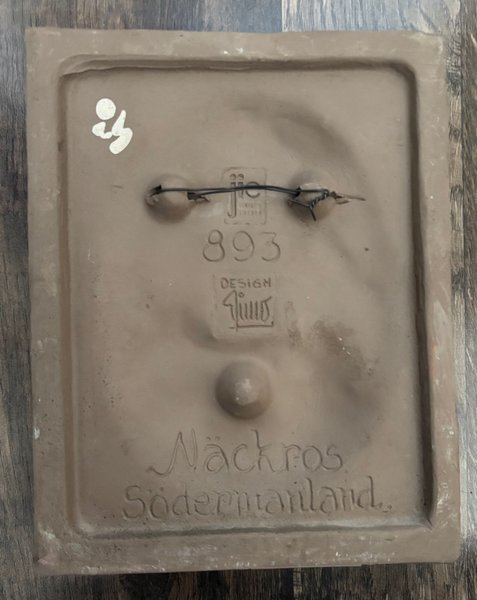 jie
893
DESIGN
Näckros
Södermanland